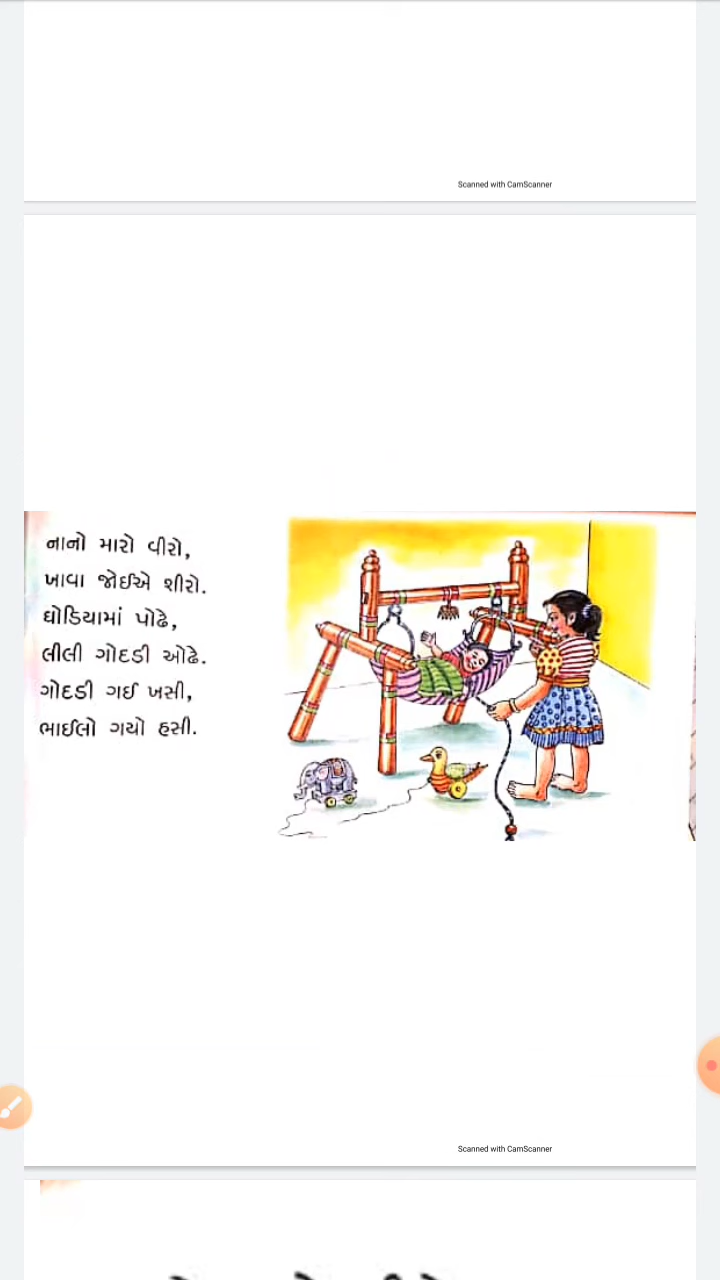 Scanned with CamScanner
નાનો મારો વીરો,
ખાવા જોઈએ શીરો.
ઘોડિયામાં પોઢે,
લીલી ગોદડી ઓઢે.
ગોદડી ગઈ ખસી,
ભાઈલો ગયો હસી.
Scanned with CamScanner